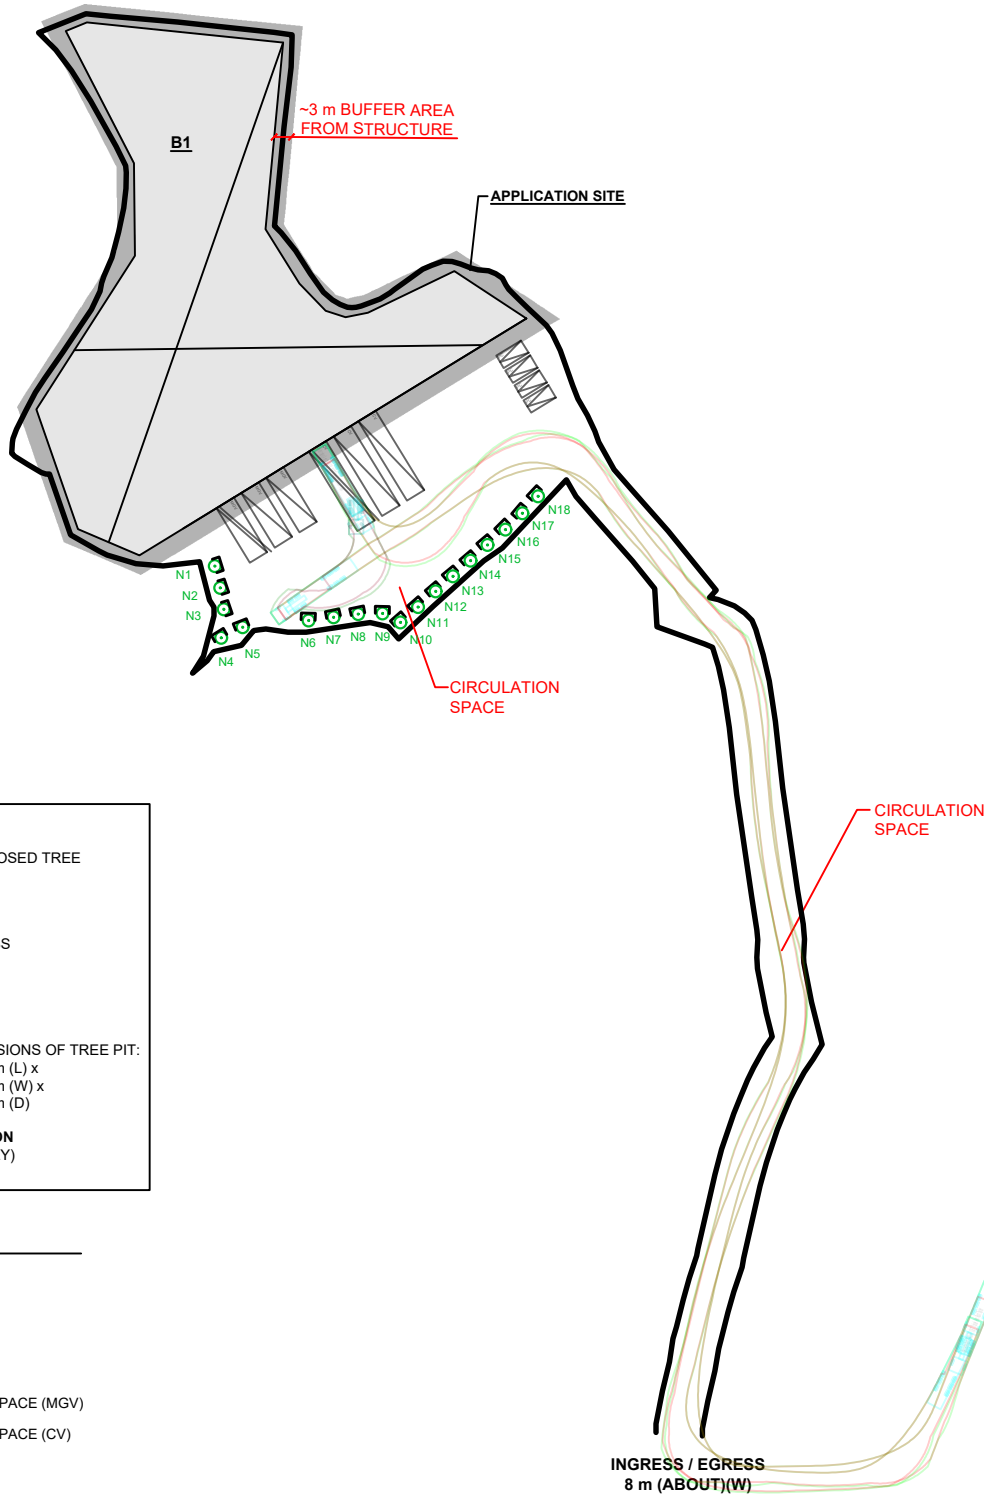 ~3 m BUFFER AREA
FROM STRUCTURE
B1
APPLICATION SITE
N18
N17
N16
N15
N14
N13
N12
N11
N10
N9
N8
N7
N6
N5
N4
N3
N2
N1
CIRCULATION
SPACE
CIRCULATION
SPACE
OSED TREE
S
SIONS OF TREE PIT:
m (L) x
m (W) x
m (D)
ON
Y)
PACE (MGV)
PACE (CV)
INGRESS / EGRESS
8 m (ABOUT)(W)